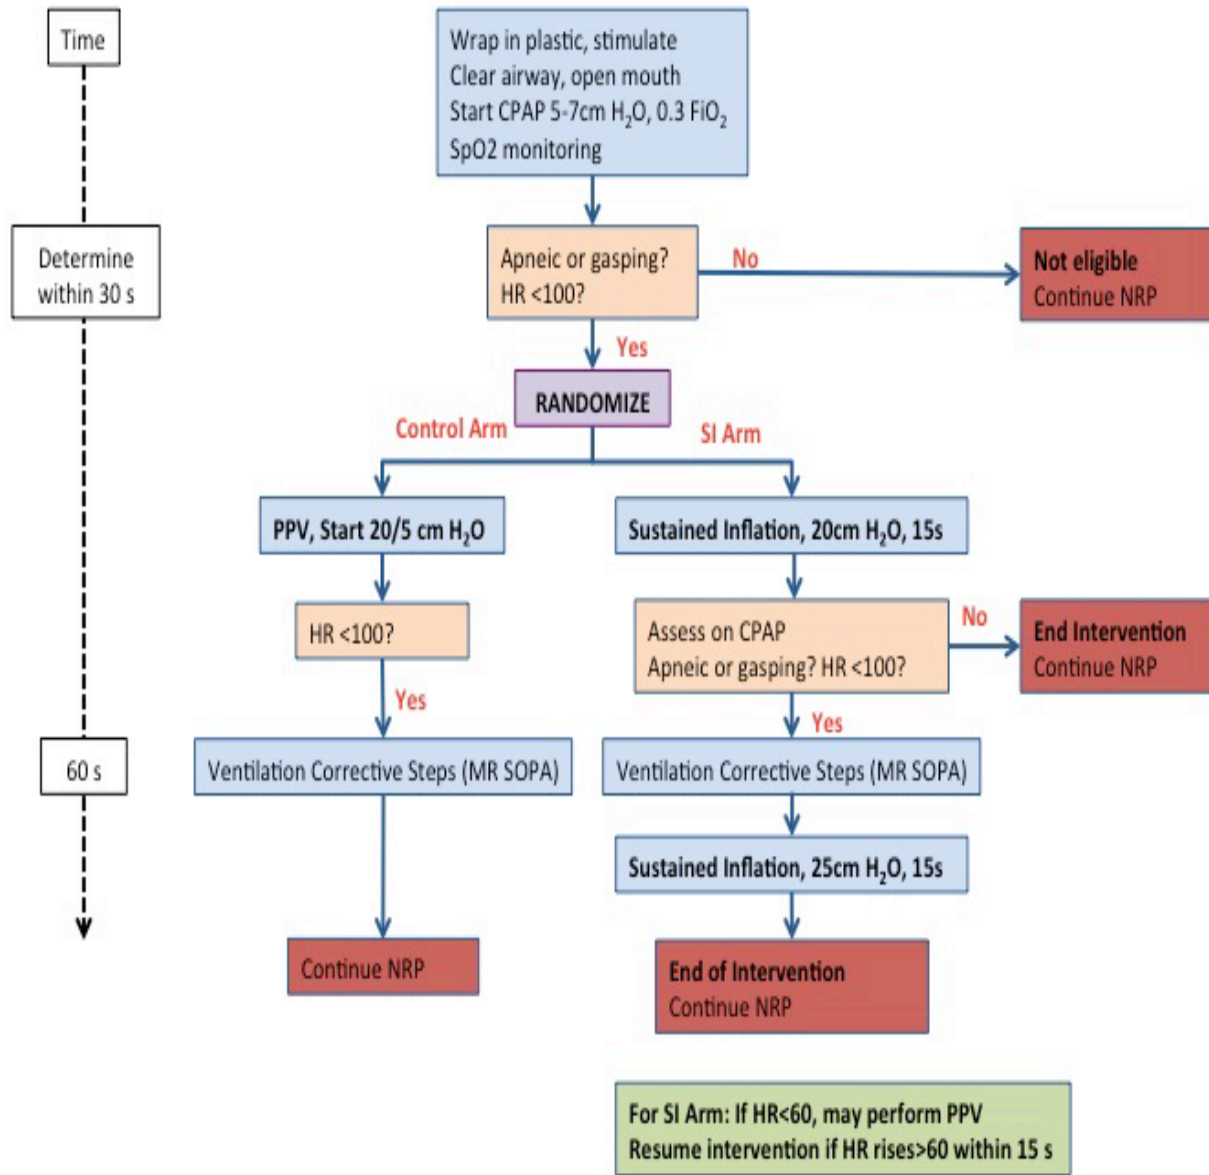 Time
Wrap in plastic, stimulate
Clear airway, open mouth
Start CPAP 5-7cm H₂O, 0.3 FiO₂
SpO2 monitoring
Determine
within 30 s
Apneic or gasping?
HR <100?
No
Not eligible
Continue NRP
Yes
RANDOMIZE
Control Arm
SI Arm
PPV, Start 20/5 cm H₂O
Sustained Inflation, 20cm H₂O, 15s
HR <100?
Assess on CPAP
Apneic or gasping? HR <100?
No
End Intervention
Continue NRP
Yes
Yes
60 s
Ventilation Corrective Steps (MR SOPA)
Ventilation Corrective Steps (MR SOPA)
Sustained Inflation, 25cm H₂O, 15s
Continue NRP
End of Intervention
Continue NRP
For SI Arm: If HR<60, may perform PPV
Resume intervention if HR rises>60 within 15 s